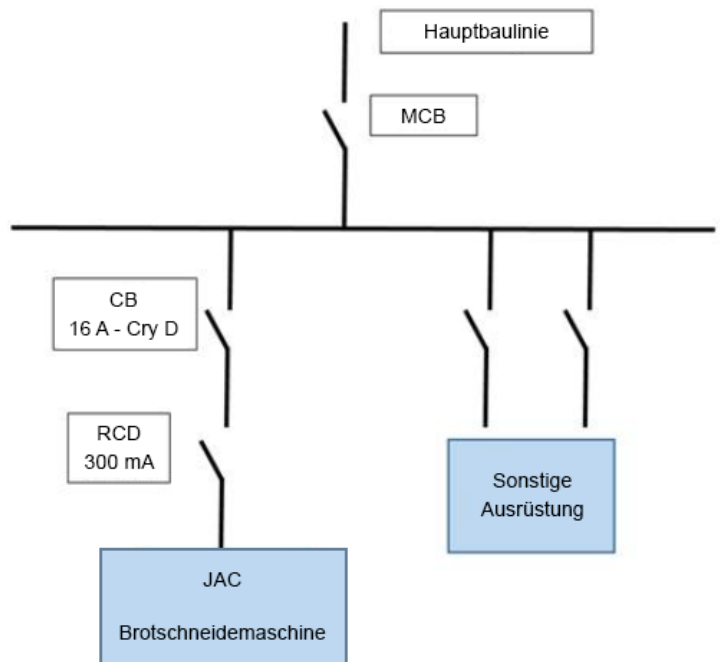 Hauptbaulinie
MCB
CB
16 A - Cry D
RCD
300 mA
Sonstige
Ausrüstung
JAC
Brotschneidemaschine